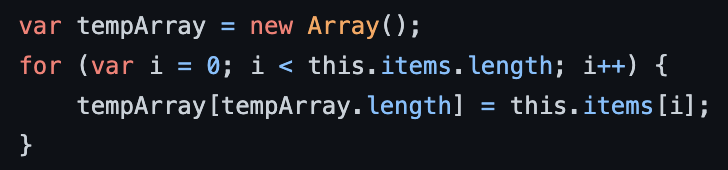 var tempArray = new Array();
for (var i = 0; i < this.items.length; i++) {
    tempArray[tempArray.length] = this.items[i];
}